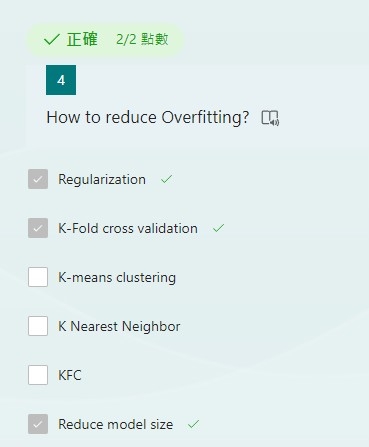 正確 2/2 點數
4
How to reduce Overfitting?
Regularization
K-Fold cross validation
K-means clustering
K Nearest Neighbor
KFC
Reduce model size